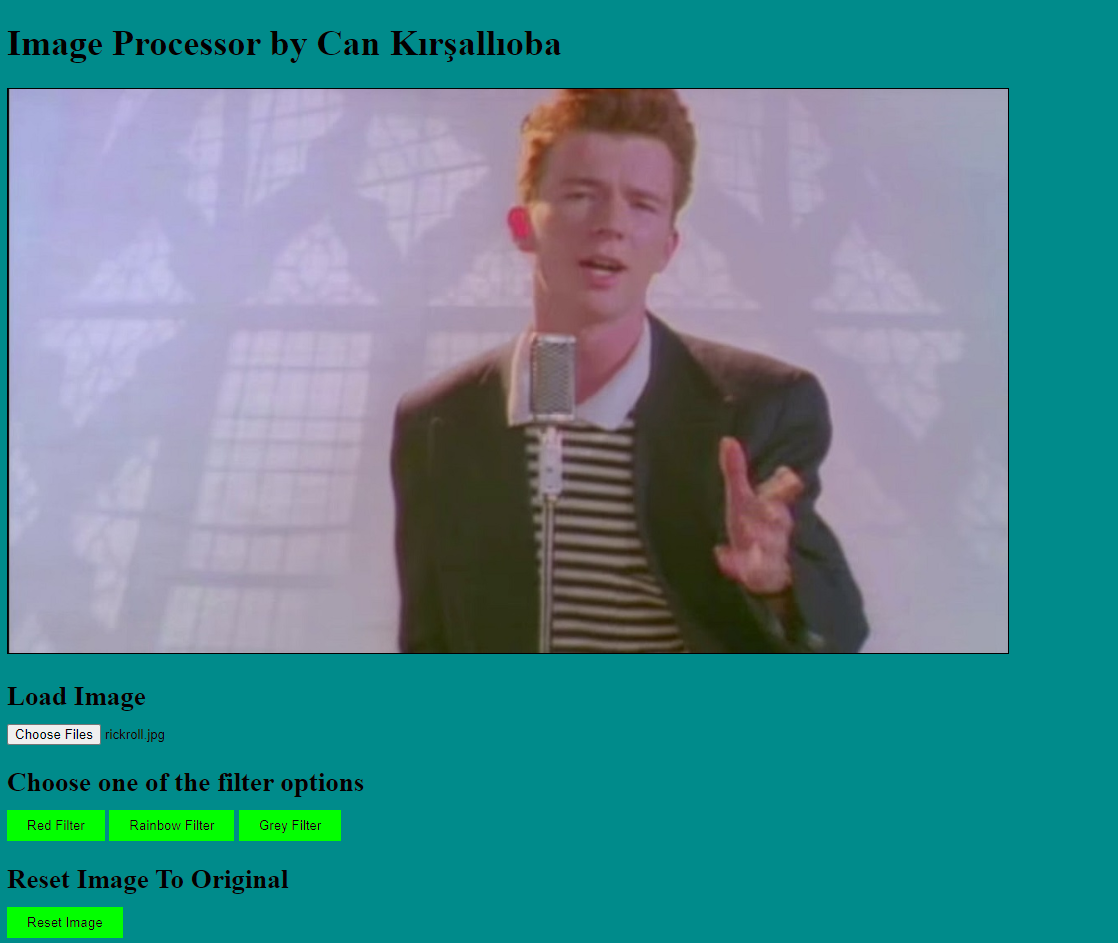 Image Processor by Can Kırşallıoba
Load Image
Choose Files rickroll.jpg
Choose one of the filter options
Red Filter Rainbow Filter Grey Filter
Reset Image To Original
Reset Image